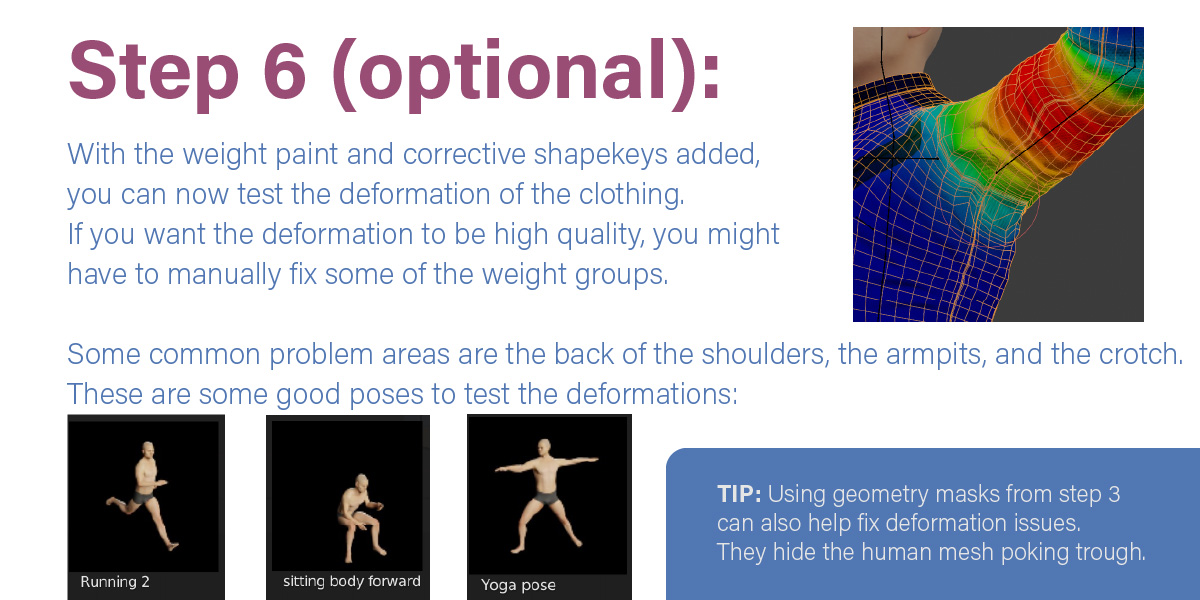 Step 6 (optional):
With the weight paint and corrective shapekeys added,
you can now test the deformation of the clothing.
If you want the deformation to be high quality, you might
have to manually fix some of the weight groups.
Some common problem areas are the back of the shoulders, the armpits, and the crotch.
These are some good poses to test the deformations:
Running 2
sitting body forward
Yoga pose
TIP: Using geometry masks from step 3
can also help fix deformation issues.
They hide the human mesh poking trough.